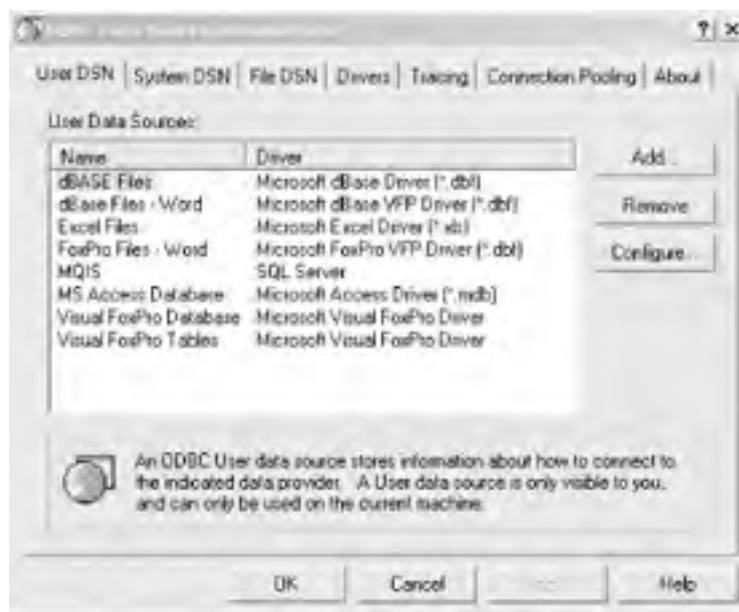 User DSN | System DSN | File DSN | Drivers | Tracing | Connection Pooling | About
User Data Sources:
Name Driver
dBASE Files Microsoft dBase Driver (*.dbf)
dBase Files - Word Microsoft dBase VFP Driver (*.dbf)
Excel Files Microsoft Excel Driver (*.xls)
FoxPro Files - Word Microsoft FoxPro VFP Driver (*.dbf)
MQIS SQL Server
MS Access Database Microsoft Access Driver (*.mdb)
Visual FoxPro Database Microsoft Visual FoxPro Driver
Visual FoxPro Tables Microsoft Visual FoxPro Driver
Add...
Remove
Configure...
An ODBC User data source stores information about how to connect to
the indicated data provider. A User data source is only visible to you,
and can only be used on the current machine.
OK
Cancel
Help